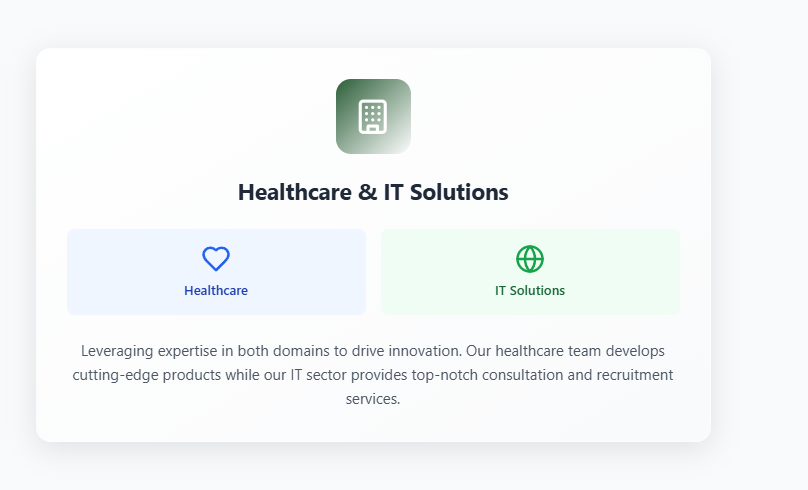 Healthcare & IT Solutions
Healthcare
IT Solutions
Leveraging expertise in both domains to drive innovation. Our healthcare team develops
cutting-edge products while our IT sector provides top-notch consultation and recruitment
services.